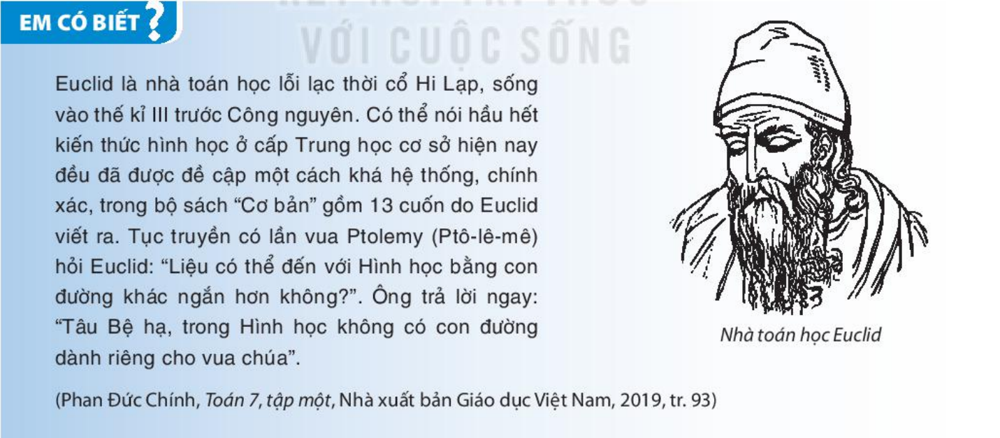 KẾT NỐI TRI THỨC
VỚI CUỘC SỐNG
EM CÓ BIẾT?
Euclid là nhà toán học lỗi lạc thời cổ Hi Lạp, sống
vào thế kỉ III trước Công nguyên. Có thể nói hầu hết
kiến thức hình học ở cấp Trung học cơ sở hiện nay
đều đã được đề cập một cách khá hệ thống, chính
xác, trong bộ sách “Cơ bản” gồm 13 cuốn do Euclid
viết ra. Tục truyền có lần vua Ptolemy (Ptô-lê-mê)
hỏi Euclid: “Liệu có thể đến với Hình học bằng con
đường khác ngắn hơn không?”. Ông trả lời ngay:
“Tâu Bệ hạ, trong Hình học không có con đường
dành riêng cho vua chúa”.
Nhà toán học Euclid
(Phan Đức Chính, Toán 7, tập một, Nhà xuất bản Giáo dục Việt Nam, 2019, tr. 93)